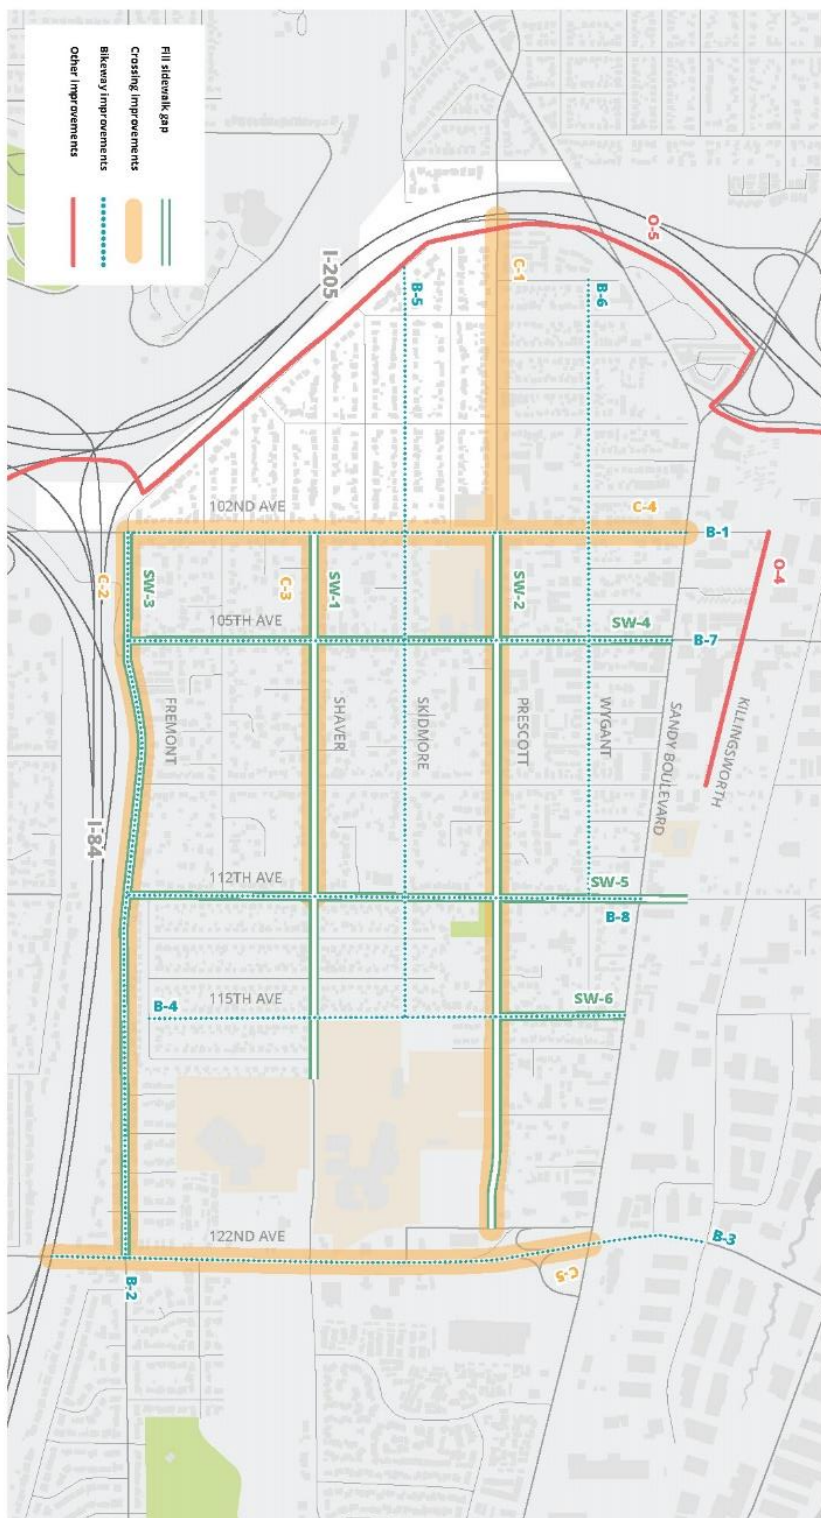 Fill sidewalk gap
Crossing improvements
Bikeway improvements
Other improvements
I-205
O-5
C-1
B-5
B-6
102ND AVE
C-4
B-1
O-4
C-2
SW-3
C-3
SW-1
SW-2
105TH AVE
SW-4
B-7
FREMONT
SHAVER
SKIDMORE
PRESCOTT
WYGANT
SANDY BOULEVARD
KILLINGSWORTH
I-84
112TH AVE
SW-5
B-8
B-4
115TH AVE
SW-6
122ND AVE
B-3
B-2
C-5